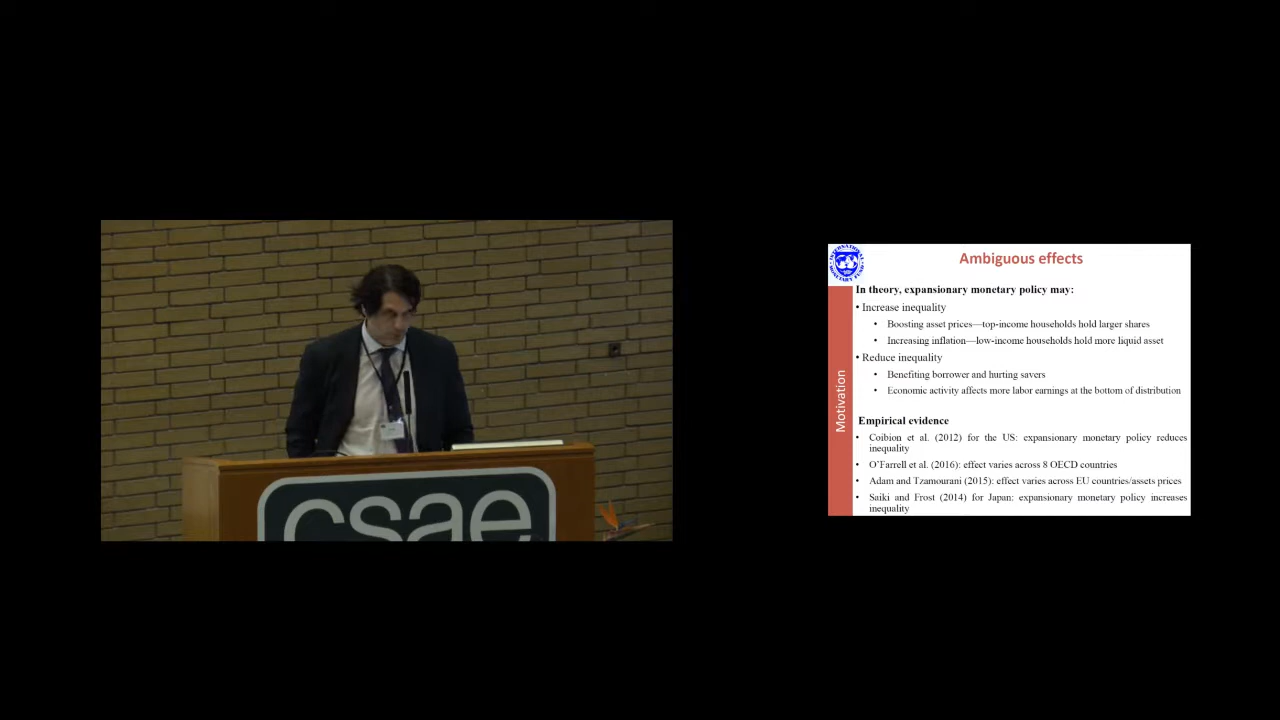 csae
INTERNATIONAL
MONETARY FUND
Ambiguous effects
Motivation
In theory, expansionary monetary policy may:
• Increase inequality
• Boosting asset prices—top-income households hold larger shares
• Increasing inflation—low-income households hold more liquid asset
• Reduce inequality
• Benefiting borrower and hurting savers
• Economic activity affects more labor earnings at the bottom of distribution
Empirical evidence
• Coibion et al. (2012) for the US: expansionary monetary policy reduces
inequality
• O’Farrell et al. (2016): effect varies across 8 OECD countries
• Adam and Tzamourani (2015): effect varies across EU countries/assets prices
• Saiki and Frost (2014) for Japan: expansionary monetary policy increases
inequality